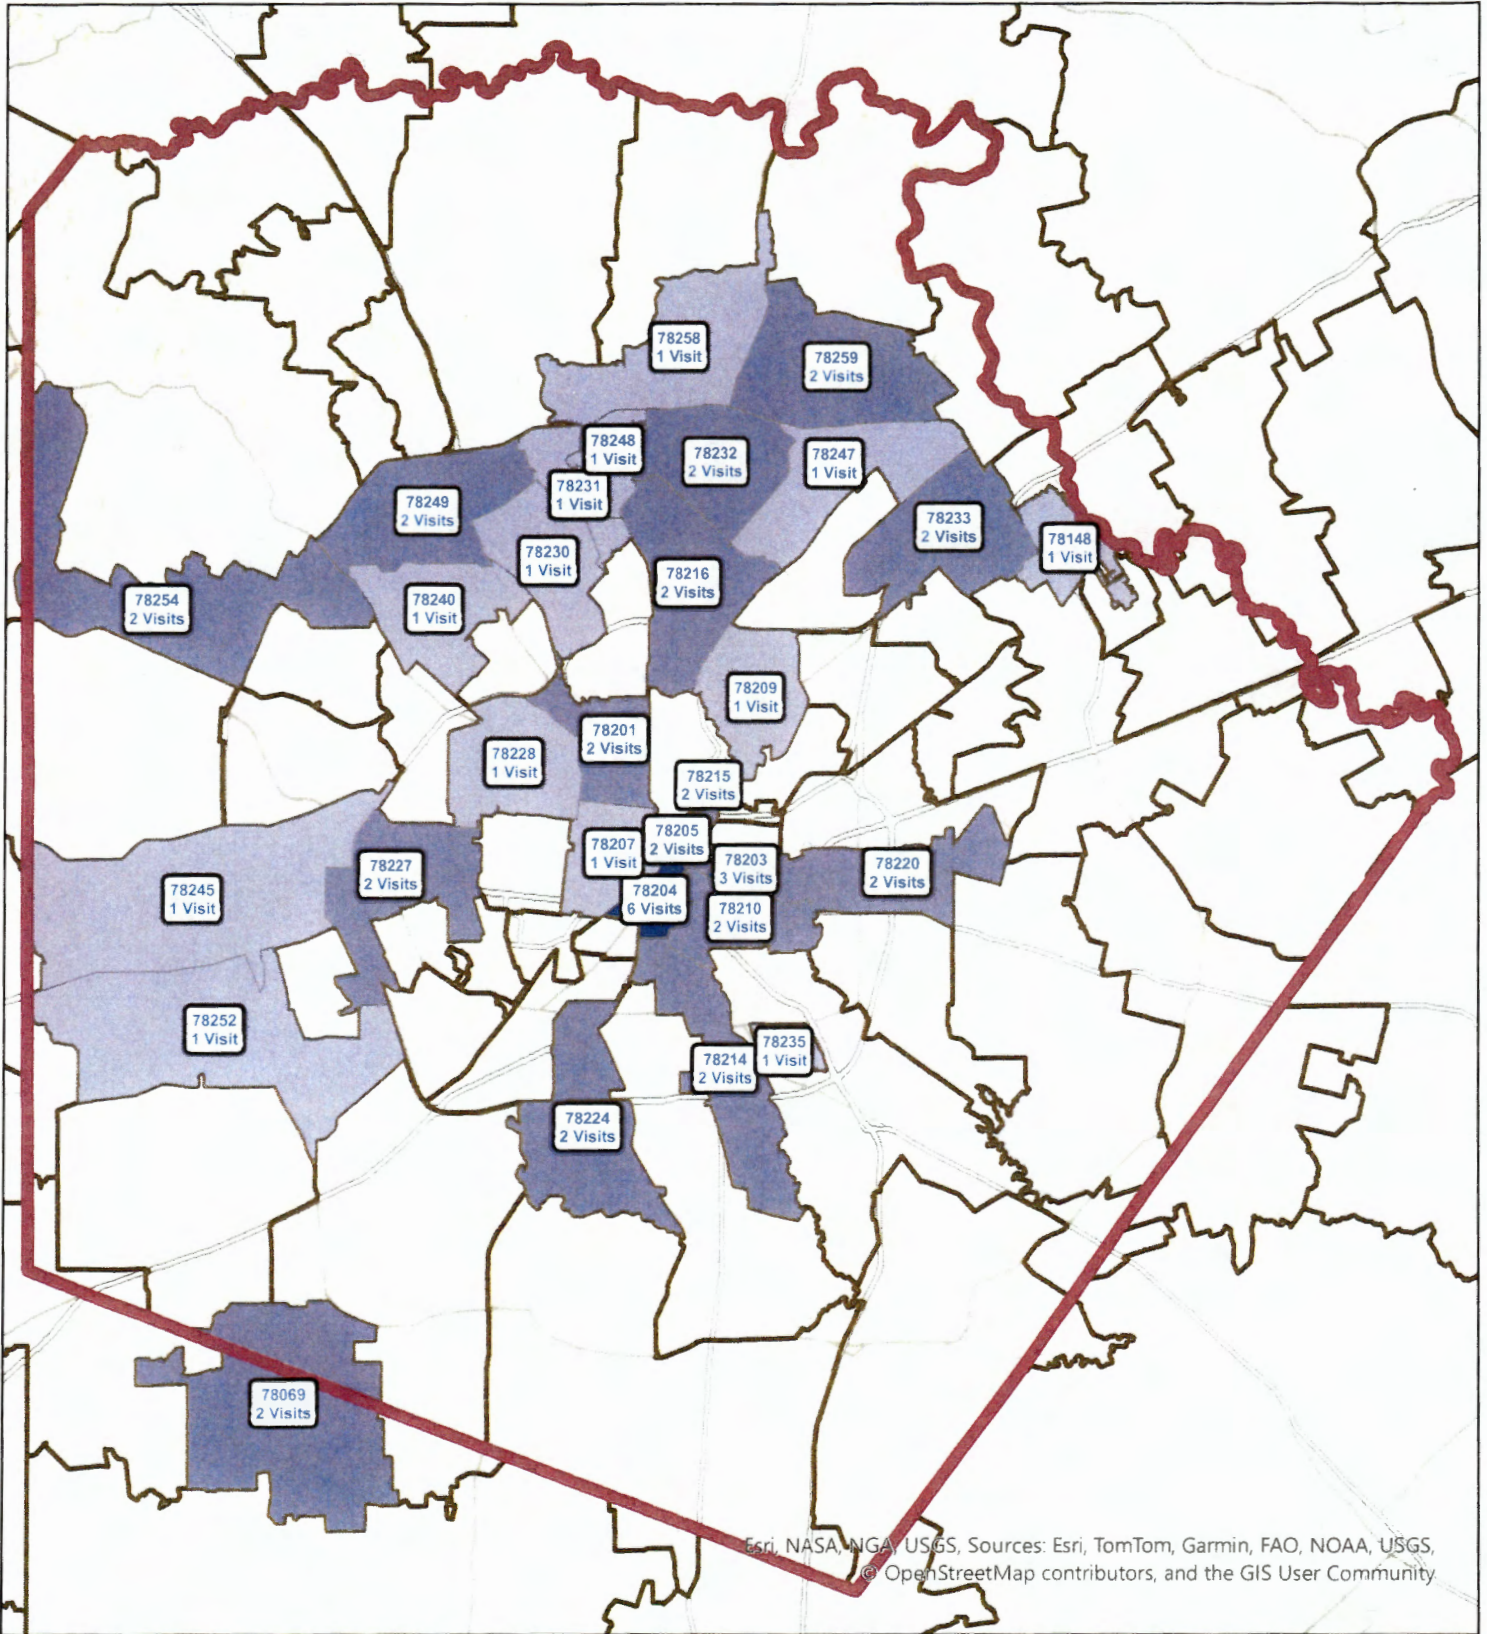 78258
1 Visit
78259
2 Visits
78248
1 Visit
78232
2 Visits
78247
1 Visit
78231
1 Visit
78249
2 Visits
78233
2 Visits
78148
1 Visit
78230
1 Visit
78216
2 Visits
78254
2 Visits
78240
1 Visit
78209
1 Visit
78201
2 Visits
78228
1 Visit
78215
2 Visits
78205
2 Visits
78207
1 Visit
78203
3 Visits
78227
2 Visits
78220
2 Visits
78245
1 Visit
78204
6 Visits
78210
2 Visits
78252
1 Visit
78235
1 Visit
78214
2 Visits
78224
2 Visits
78069
2 Visits
Esri, NASA, NGA, USGS, Sources: Esri, TomTom, Garmin, FAO, NOAA, USGS,
© OpenStreetMap contributors, and the GIS User Community